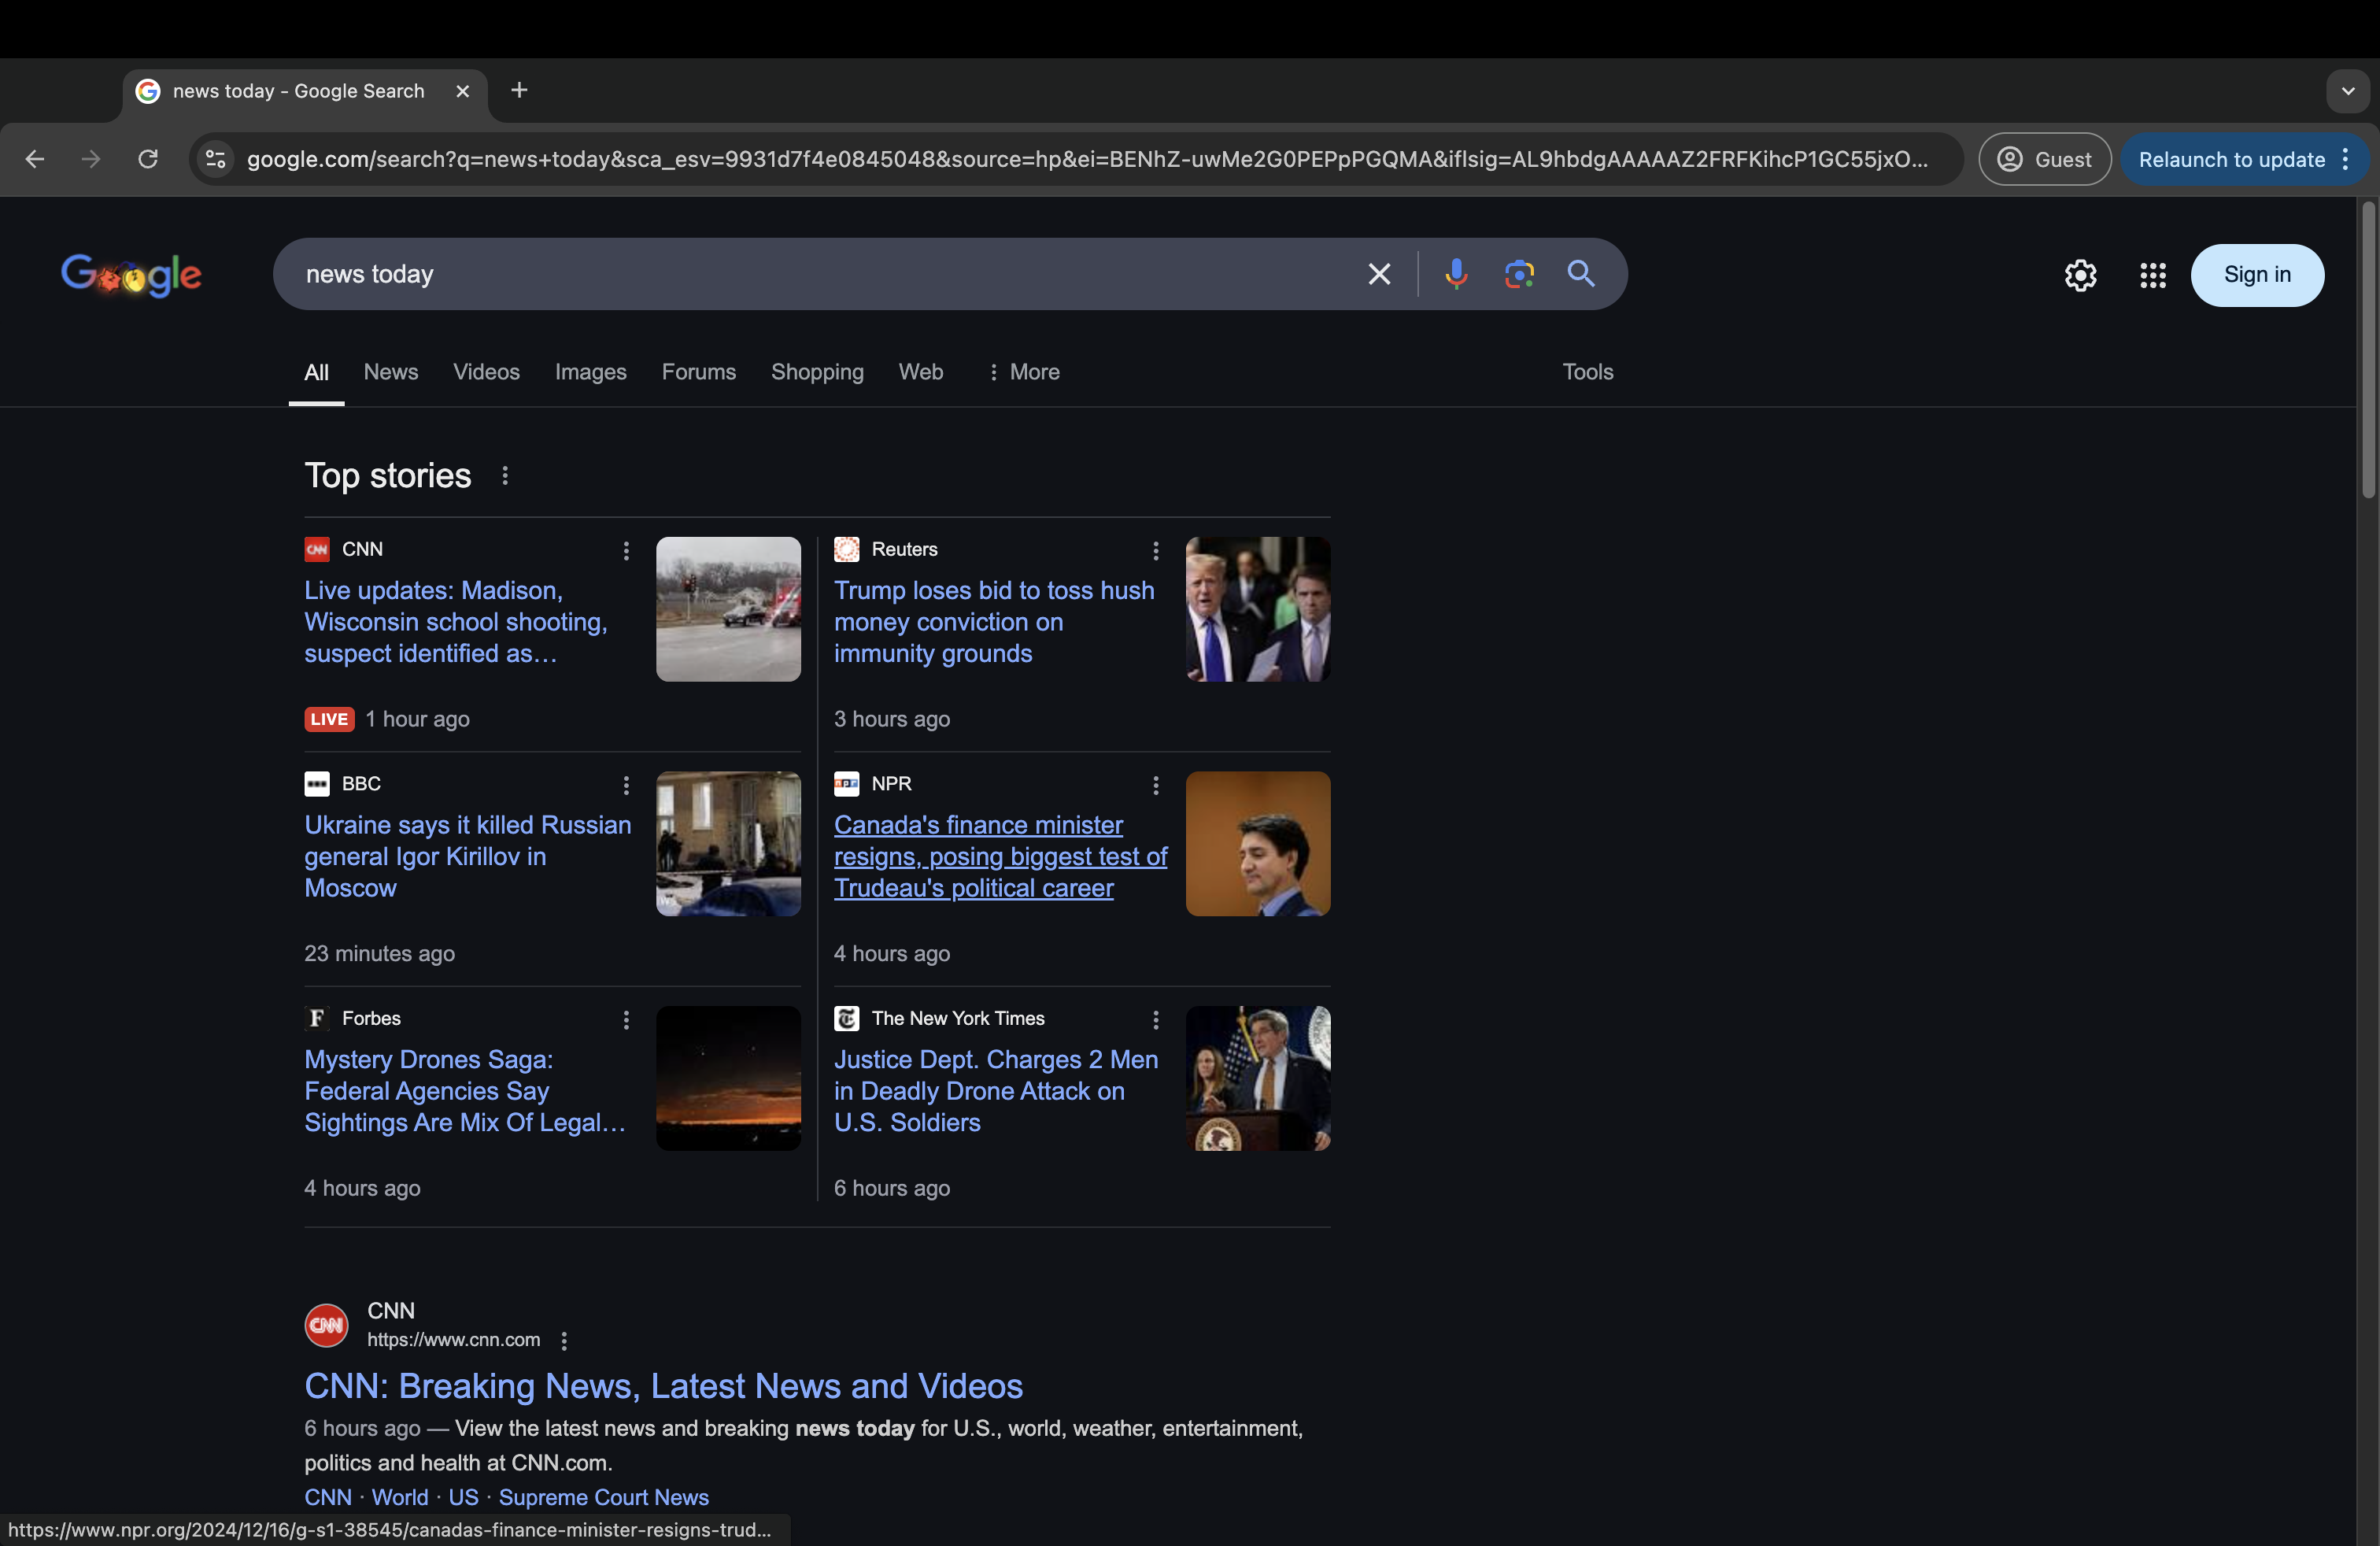 news today - Google Search
google.com/search?q=news+today&sca_esv=9931d7f4e0845048&source=hp&ei=BENhZ-uwMe2G0PEPpPGQMA&iflsig=AL9hbdgAAAAAZ2FRFKihcP1GC55jxO...
Guest
Relaunch to update
Google
news today
Sign in
All
News
Videos
Images
Forums
Shopping
Web
More
Tools
Top stories
CNN
Live updates: Madison,
Wisconsin school shooting,
suspect identified as...
LIVE 1 hour ago
Reuters
Trump loses bid to toss hush
money conviction on
immunity grounds
3 hours ago
BBC
Ukraine says it killed Russian
general Igor Kirillov in
Moscow
23 minutes ago
NPR
Canada's finance minister
resigns, posing biggest test of
Trudeau's political career
4 hours ago
Forbes
Mystery Drones Saga:
Federal Agencies Say
Sightings Are Mix Of Legal...
4 hours ago
The New York Times
Justice Dept. Charges 2 Men
in Deadly Drone Attack on
U.S. Soldiers
6 hours ago
CNN
CNN
https://www.cnn.com
CNN: Breaking News, Latest News and Videos
6 hours ago — View the latest news and breaking news today for U.S., world, weather, entertainment,
politics and health at CNN.com.
CNN · World · US · Supreme Court News
https://www.npr.org/2024/12/16/g-s1-38545/canadas-finance-minister-resigns-trud...